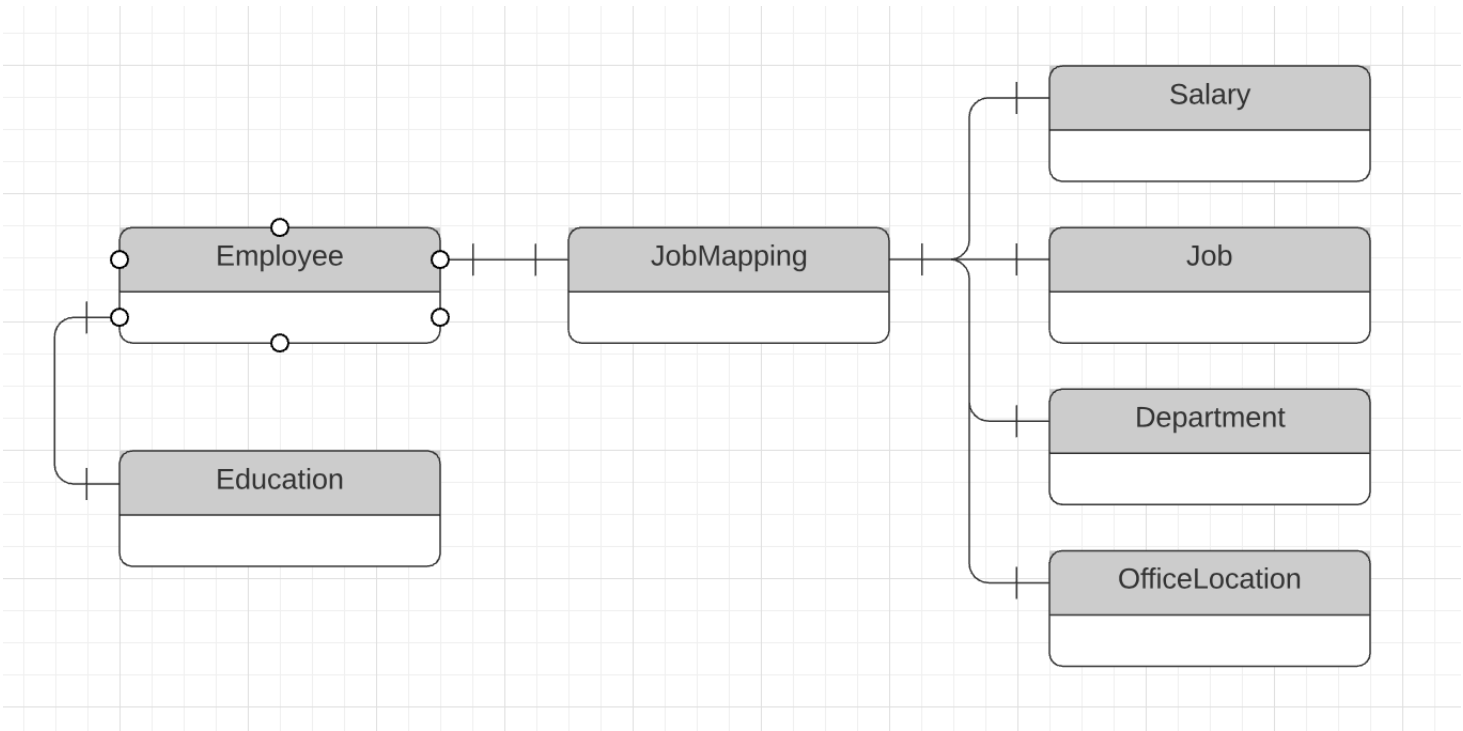 Salary
Employee
JobMapping
Job
Department
Education
OfficeLocation